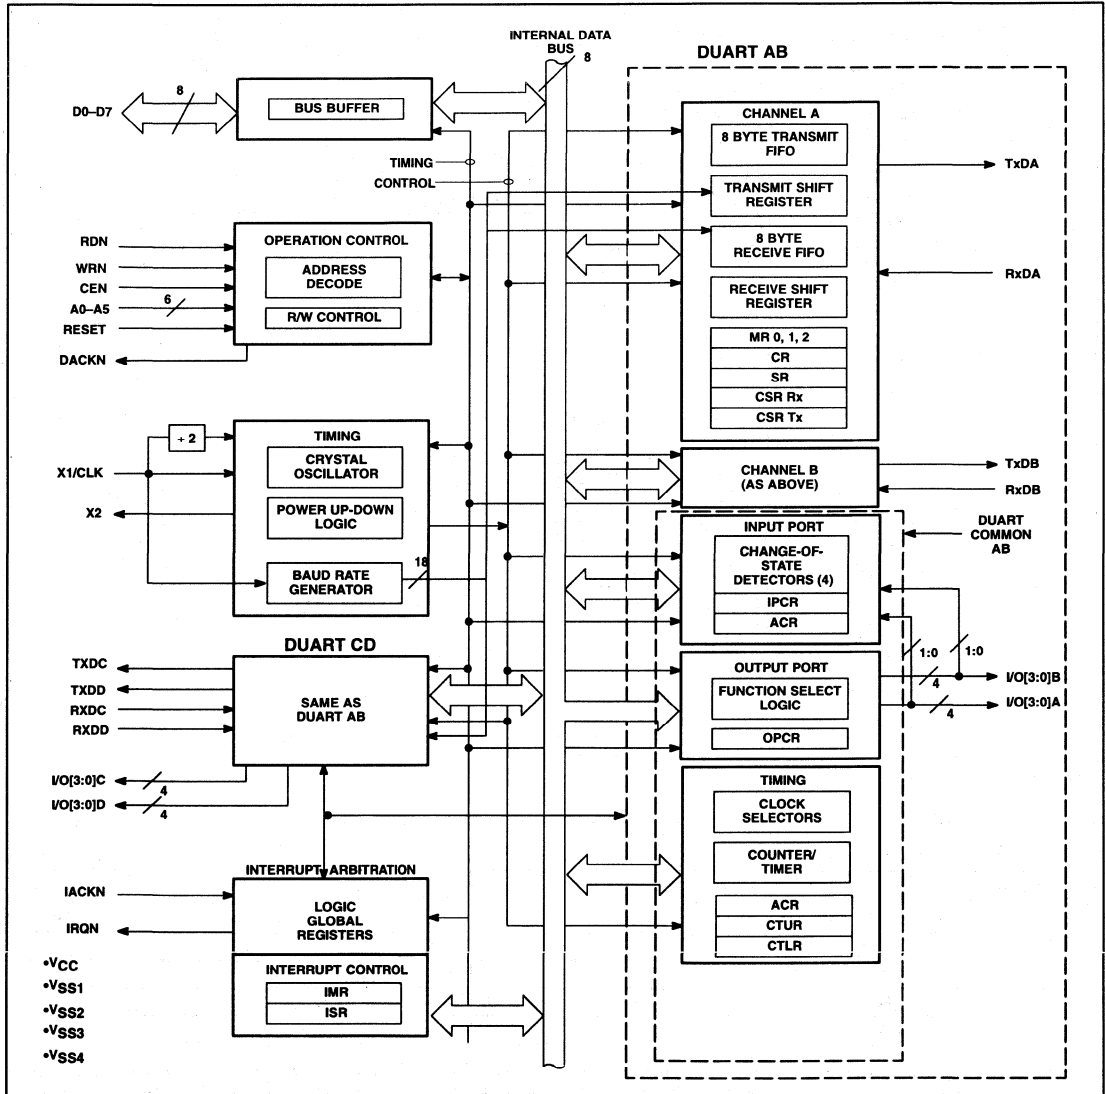 INTERNAL DATA
BUS
8
DUART AB
D0–D7
8
BUS BUFFER
TIMING
CONTROL
CHANNEL A
8 BYTE TRANSMIT
FIFO
TRANSMIT SHIFT
REGISTER
8 BYTE
RECEIVE FIFO
RECEIVE SHIFT
REGISTER
MR 0, 1, 2
CR
SR
CSR Rx
CSR Tx
TxDA
RxDA
RDN
WRN
CEN
A0–A5
6
RESET
DACKN
OPERATION CONTROL
ADDRESS
DECODE
R/W CONTROL
÷ 2
X1/CLK
X2
TIMING
CRYSTAL
OSCILLATOR
POWER UP-DOWN
LOGIC
BAUD RATE
GENERATOR
18
CHANNEL B
(AS ABOVE)
TxDB
RxDB
INPUT PORT
CHANGE-OF-
STATE
DETECTORS (4)
IPCR
ACR
DUART
COMMON
AB
1:0
1:0
DUART CD
TXDC
TXDD
RXDC
RXDD
SAME AS
DUART AB
I/O[3:0]C
4
I/O[3:0]D
4
OUTPUT PORT
FUNCTION SELECT
LOGIC
OPCR
4
I/O[3:0]B
4
I/O[3:0]A
TIMING
CLOCK
SELECTORS
COUNTER/
TIMER
ACR
CTUR
CTLR
INTERRUPT ARBITRATION
LOGIC
GLOBAL
REGISTERS
IACKN
IRQN
INTERRUPT CONTROL
IMR
ISR
•VCC
•VSS1
•VSS2
•VSS3
•VSS4